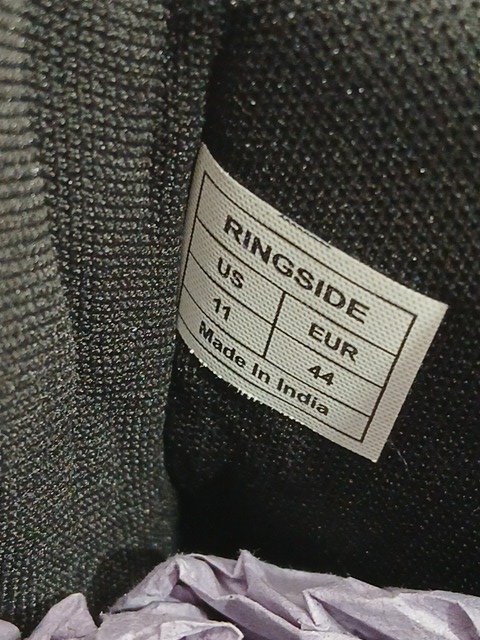 RINGSIDE
US EUR
11 44
Made In India